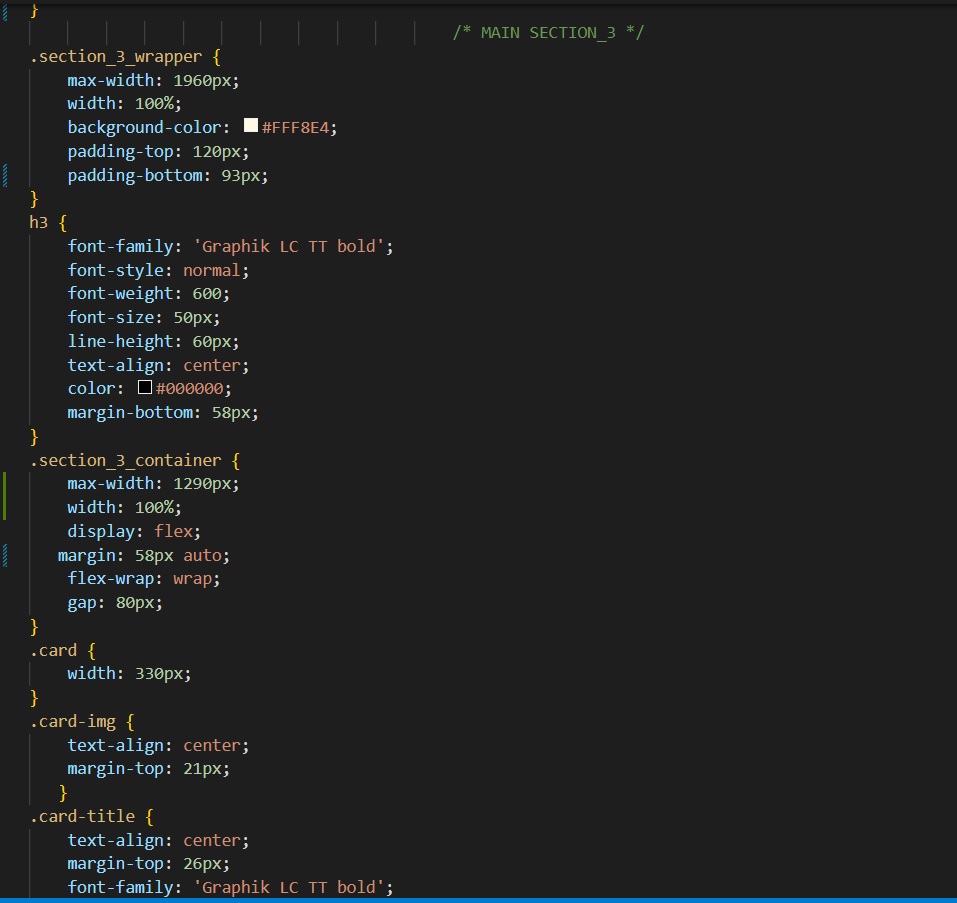 }
/* MAIN SECTION_3 */
.section_3_wrapper {
max-width: 1960px;
width: 100%;
background-color: #FFF8E4;
padding-top: 120px;
padding-bottom: 93px;
}
h3 {
font-family: 'Graphik LC TT bold';
font-style: normal;
font-weight: 600;
font-size: 50px;
line-height: 60px;
text-align: center;
color: #000000;
margin-bottom: 58px;
}
.section_3_container {
max-width: 1290px;
width: 100%;
display: flex;
margin: 58px auto;
flex-wrap: wrap;
gap: 80px;
}
.card {
width: 330px;
}
.card-img {
text-align: center;
margin-top: 21px;
}
.card-title {
text-align: center;
margin-top: 26px;
font-family: 'Graphik LC TT bold';